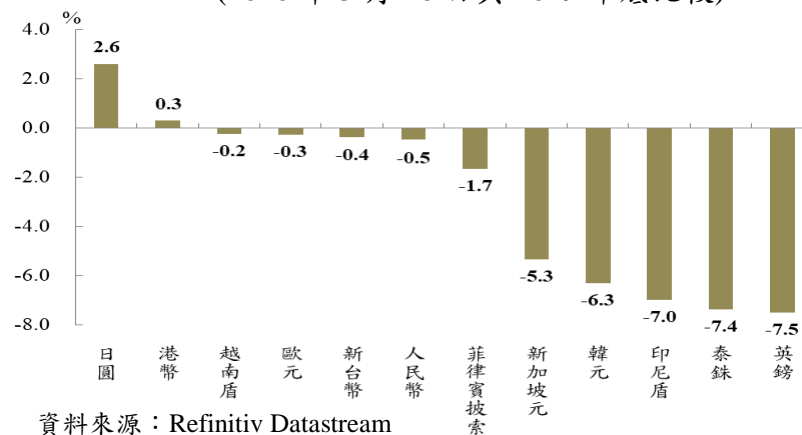 %
4.0
2.0
0.0
-2.0
-4.0
-6.0
-8.0
2.6
0.3
-0.2
-0.3
-0.4
-0.5
-1.7
-5.3
-6.3
-7.0
-7.4
-7.5
日圓
港幣
越南盾
歐元
新台幣
人民幣
菲律賓披索
新加坡元
韓元
印尼盾
泰銖
英鎊
資料來源：Refinitiv Datastream